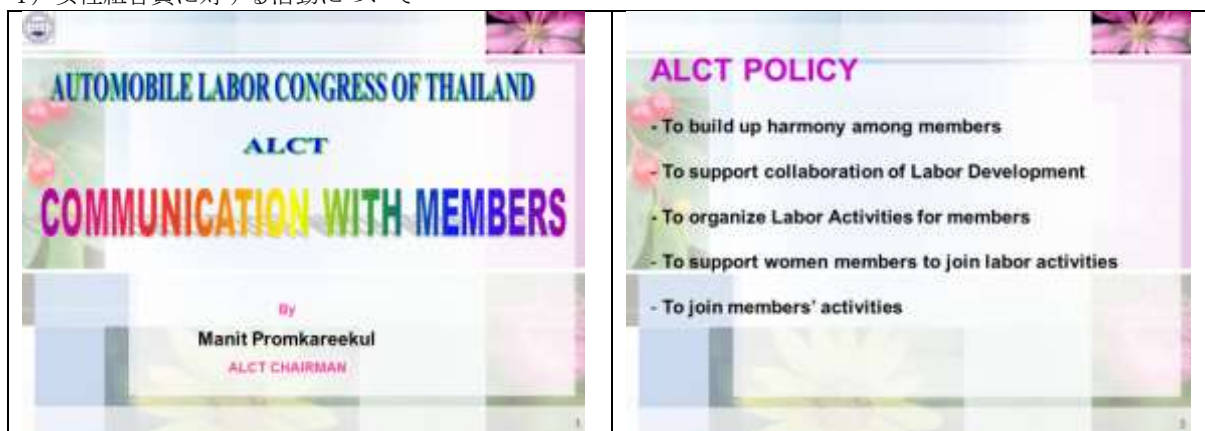 AUTOMOBILE LABOR CONGRESS OF THAILAND
ALCT
COMMUNICATION WITH MEMBERS
By
Manit Promkareekul
ALCT CHAIRMAN
1
ALCT POLICY
- To build up harmony among members
- To support collaboration of Labor Development
- To organize Labor Activities for members
- To support women members to join labor activities
- To join members' activities
2